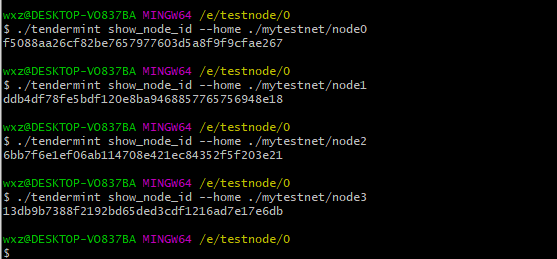 wxz@DESKTOP-VO837BA MINGW64 /e/testnode/0
$ ./tendermint show_node_id --home ./mytestnet/node0
f5088aa26cf82be7657977603d5a8f9f9cfae267
wxz@DESKTOP-VO837BA MINGW64 /e/testnode/0
$ ./tendermint show_node_id --home ./mytestnet/node1
ddb4df78fe5bdf120e8ba9468857765756948e18
wxz@DESKTOP-VO837BA MINGW64 /e/testnode/0
$ ./tendermint show_node_id --home ./mytestnet/node2
6bb7f6e1ef06ab114708e421ec84352f5f203e21
wxz@DESKTOP-VO837BA MINGW64 /e/testnode/0
$ ./tendermint show_node_id --home ./mytestnet/node3
13db9b7388f2192bd65ded3cdf1216ad7e17e6db
wxz@DESKTOP-VO837BA MINGW64 /e/testnode/0
$